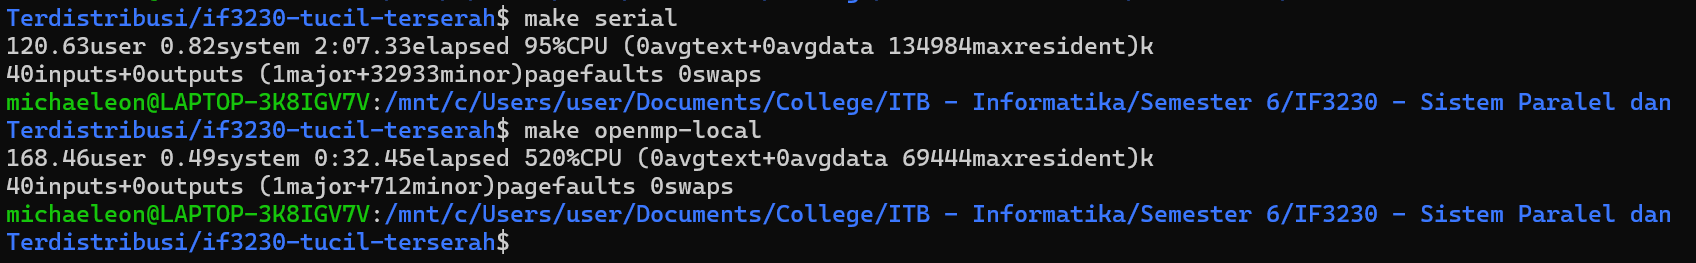 Terdistribusi/if3230-tucil-terserah$ make serial
120.63user 0.82system 2:07.33elapsed 95%CPU (0avgtext+0avgdata 134984maxresident)k
40inputs+0outputs (1major+32933minor)pagefaults 0swaps
michaeleon@LAPTOP-3K8IGV7V:/mnt/c/Users/user/Documents/College/ITB - Informatika/Semester 6/IF3230 - Sistem Paralel dan
Terdistribusi/if3230-tucil-terserah$ make openmp-local
168.46user 0.49system 0:32.45elapsed 520%CPU (0avgtext+0avgdata 69444maxresident)k
40inputs+0outputs (1major+712minor)pagefaults 0swaps
michaeleon@LAPTOP-3K8IGV7V:/mnt/c/Users/user/Documents/College/ITB - Informatika/Semester 6/IF3230 - Sistem Paralel dan
Terdistribusi/if3230-tucil-terserah$